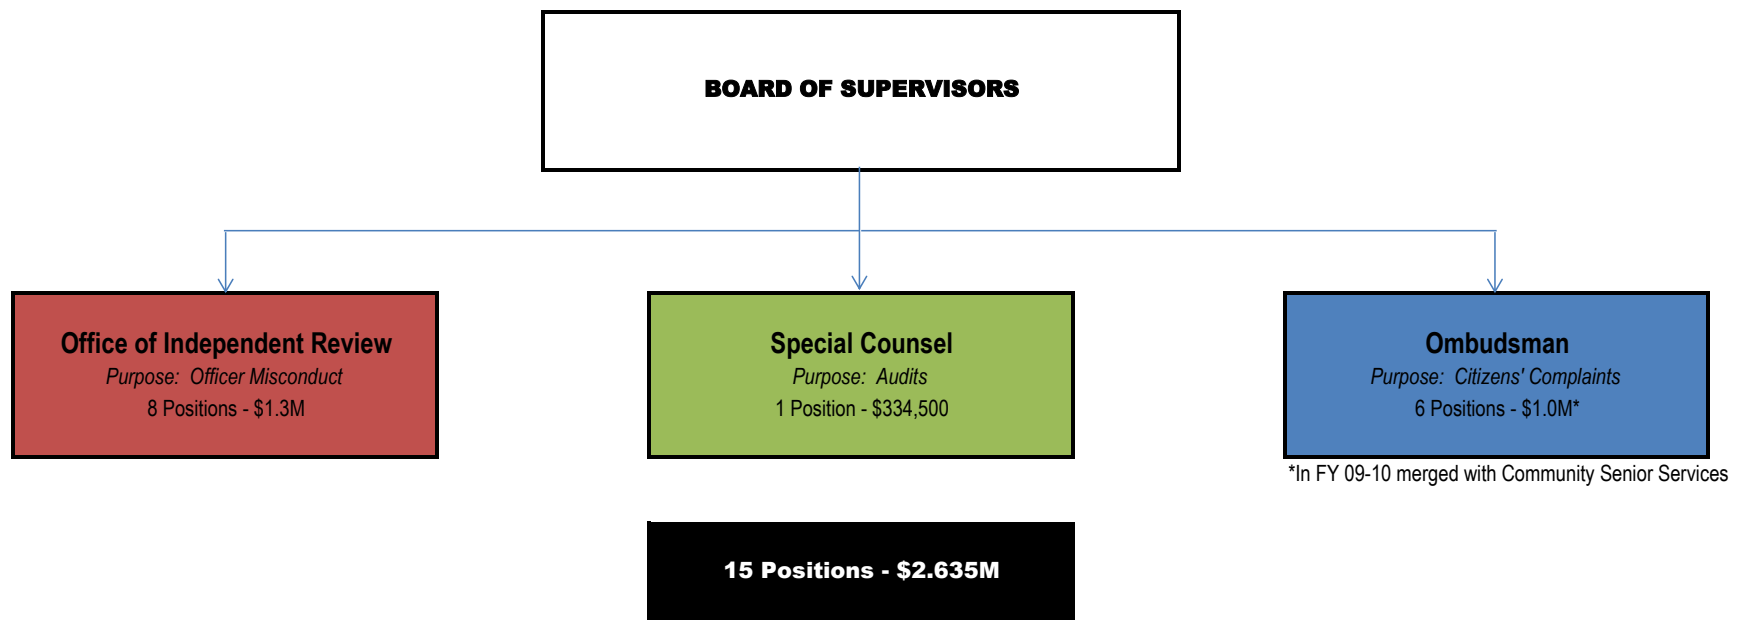 BOARD OF SUPERVISORS
Office of Independent Review
Purpose:  Officer Misconduct
8 Positions - $1.3M
Special Counsel
Purpose:  Audits
1 Position - $334,500
Ombudsman
Purpose:  Citizens' Complaints
6 Positions - $1.0M*
*In FY 09-10 merged with Community Senior Services
15 Positions - $2.635M